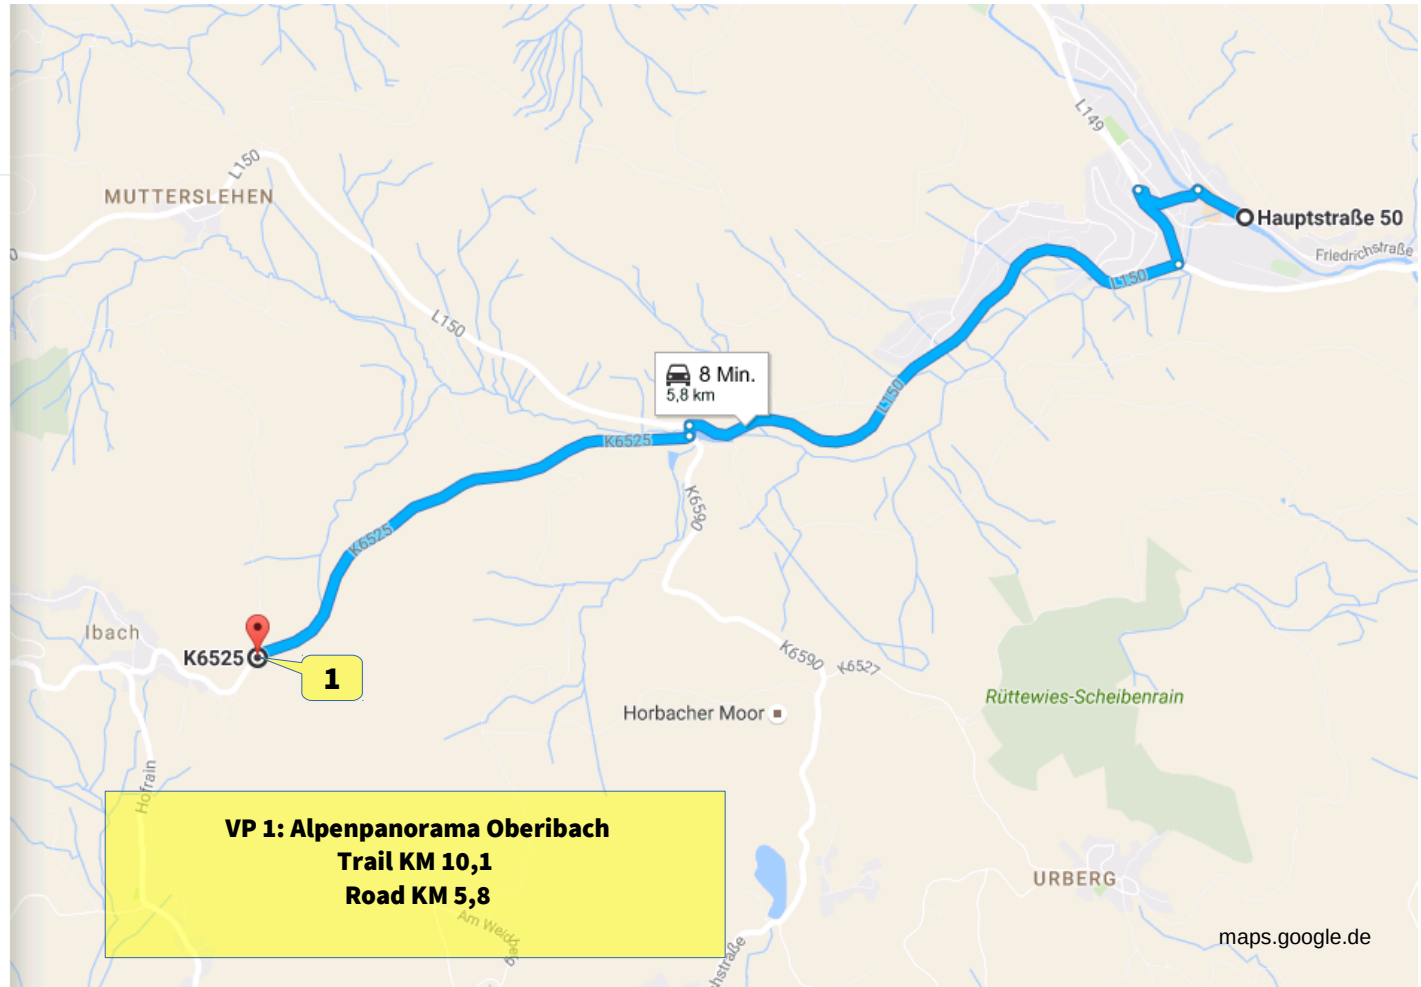 L149
L150
MUTTERSLEHEN
Hauptstraße 50
Friedrichstraße
L150
L150
8 Min.
5,8 km
L150
K6525
K6590
K6525
Ibach
K6525
1
K6590
K6527
Rüttewies-Scheibenrain
Horbacher Moor
Hofrain
VP 1: Alpenpanorama Oberibach
Trail KM 10,1
Road KM 5,8
URBERG
maps.google.de